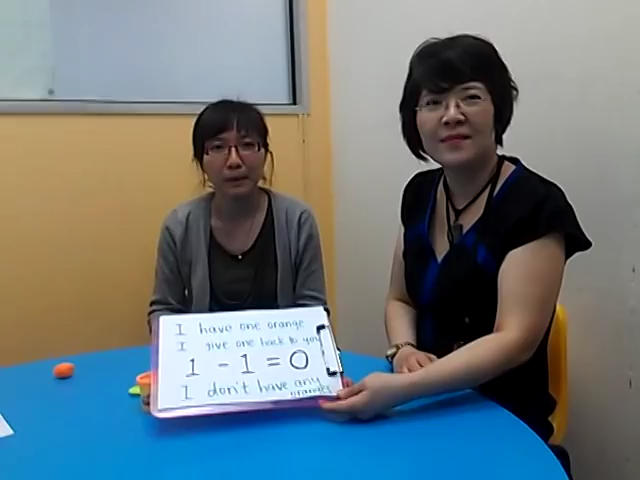 I have one orange
I give one back to you
1 - 1 = 0
I don't have any
oranges